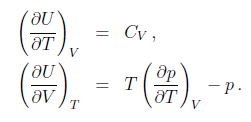 (∂U/∂T)_V = C_V ,
(∂U/∂V)_T = T (∂p/∂T)_V − p .